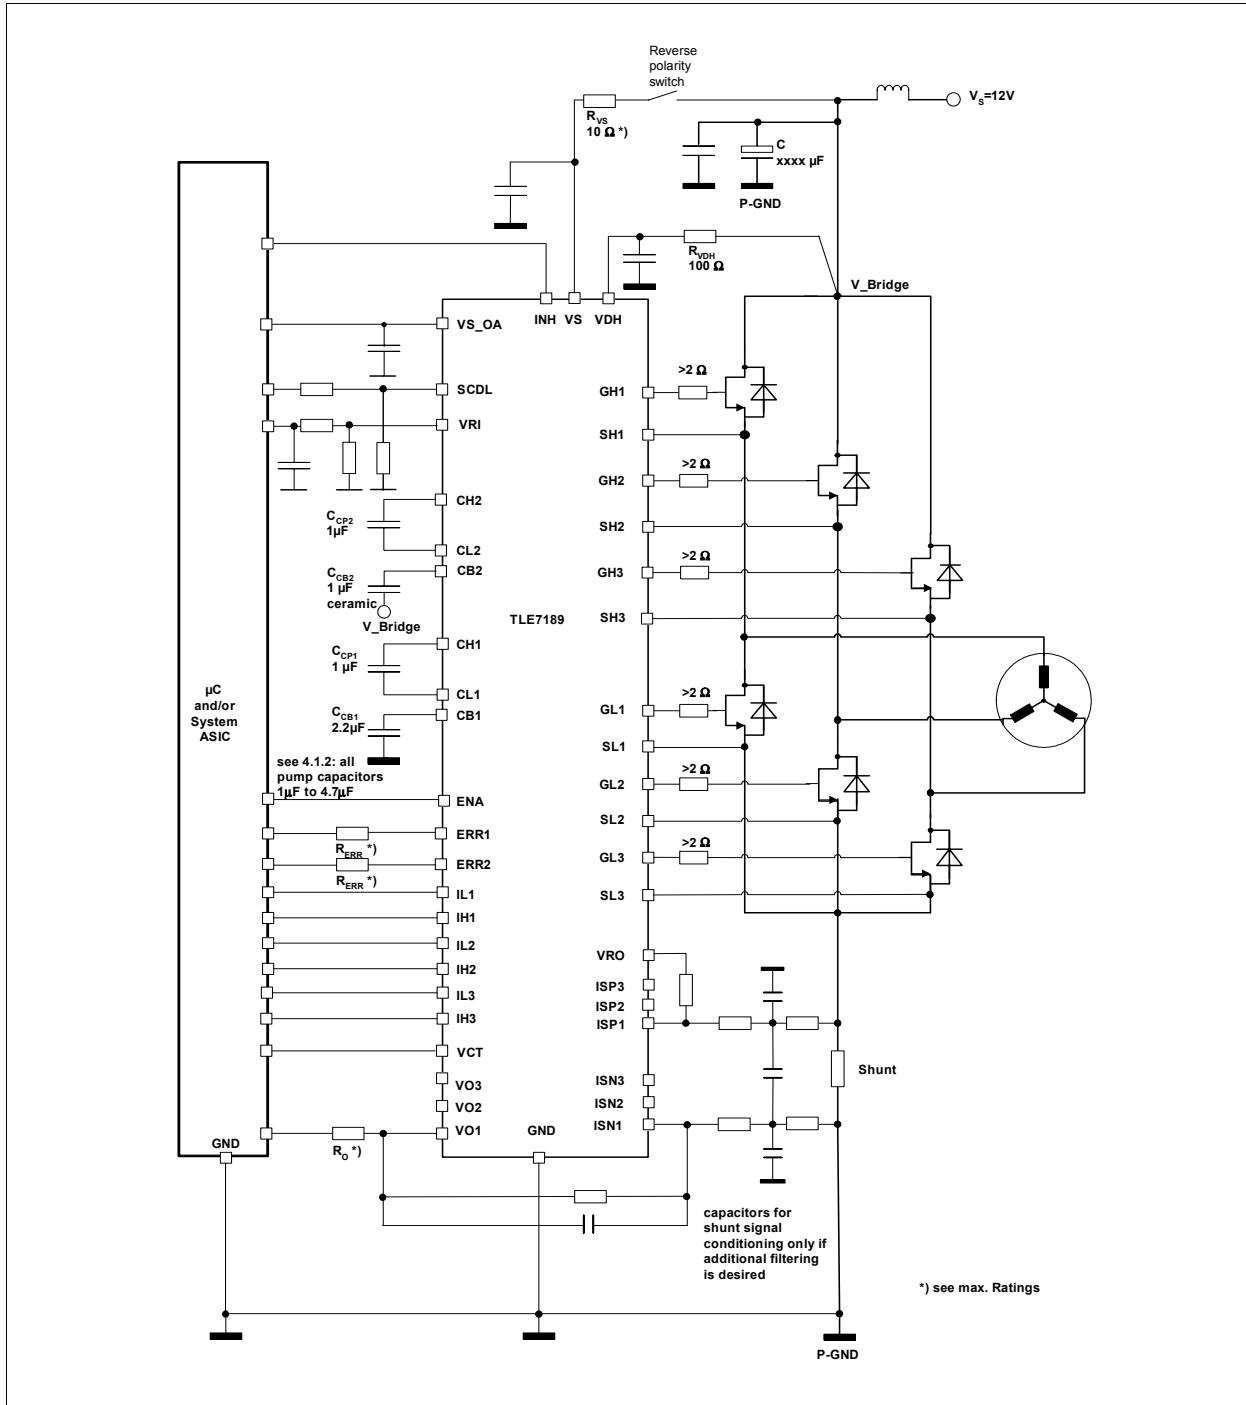 Reverse
polarity
switch
V_S=12V
R_VS
10 Ω *)
C
xxxx µF
P-GND
R_VDH
100 Ω
V_Bridge
INH VS VDH
VS_OA
SCDL
VRI
CH2
C_CP2
1µF
CL2
CB2
C_CB2
1 µF
ceramic
V_Bridge
CH1
C_CP1
1 µF
CL1
CB1
C_CB1
2.2µF
see 4.1.2: all
pump capacitors
1µF to 4.7µF
µC
and/or
System
ASIC
TLE7189
GH1
>2 Ω
SH1
GH2
>2 Ω
SH2
GH3
>2 Ω
SH3
GL1
>2 Ω
SL1
GL2
>2 Ω
SL2
GL3
>2 Ω
SL3
ENA
ERR1
R_ERR *)
ERR2
R_ERR *)
IL1
IH1
IL2
IH2
IL3
IH3
VCT
VO3
VO2
VO1
R_O *)
VRO
ISP3
ISP2
ISP1
ISN3
ISN2
ISN1
Shunt
GND
GND
capacitors for
shunt signal
conditioning only if
additional filtering
is desired
*) see max. Ratings
P-GND